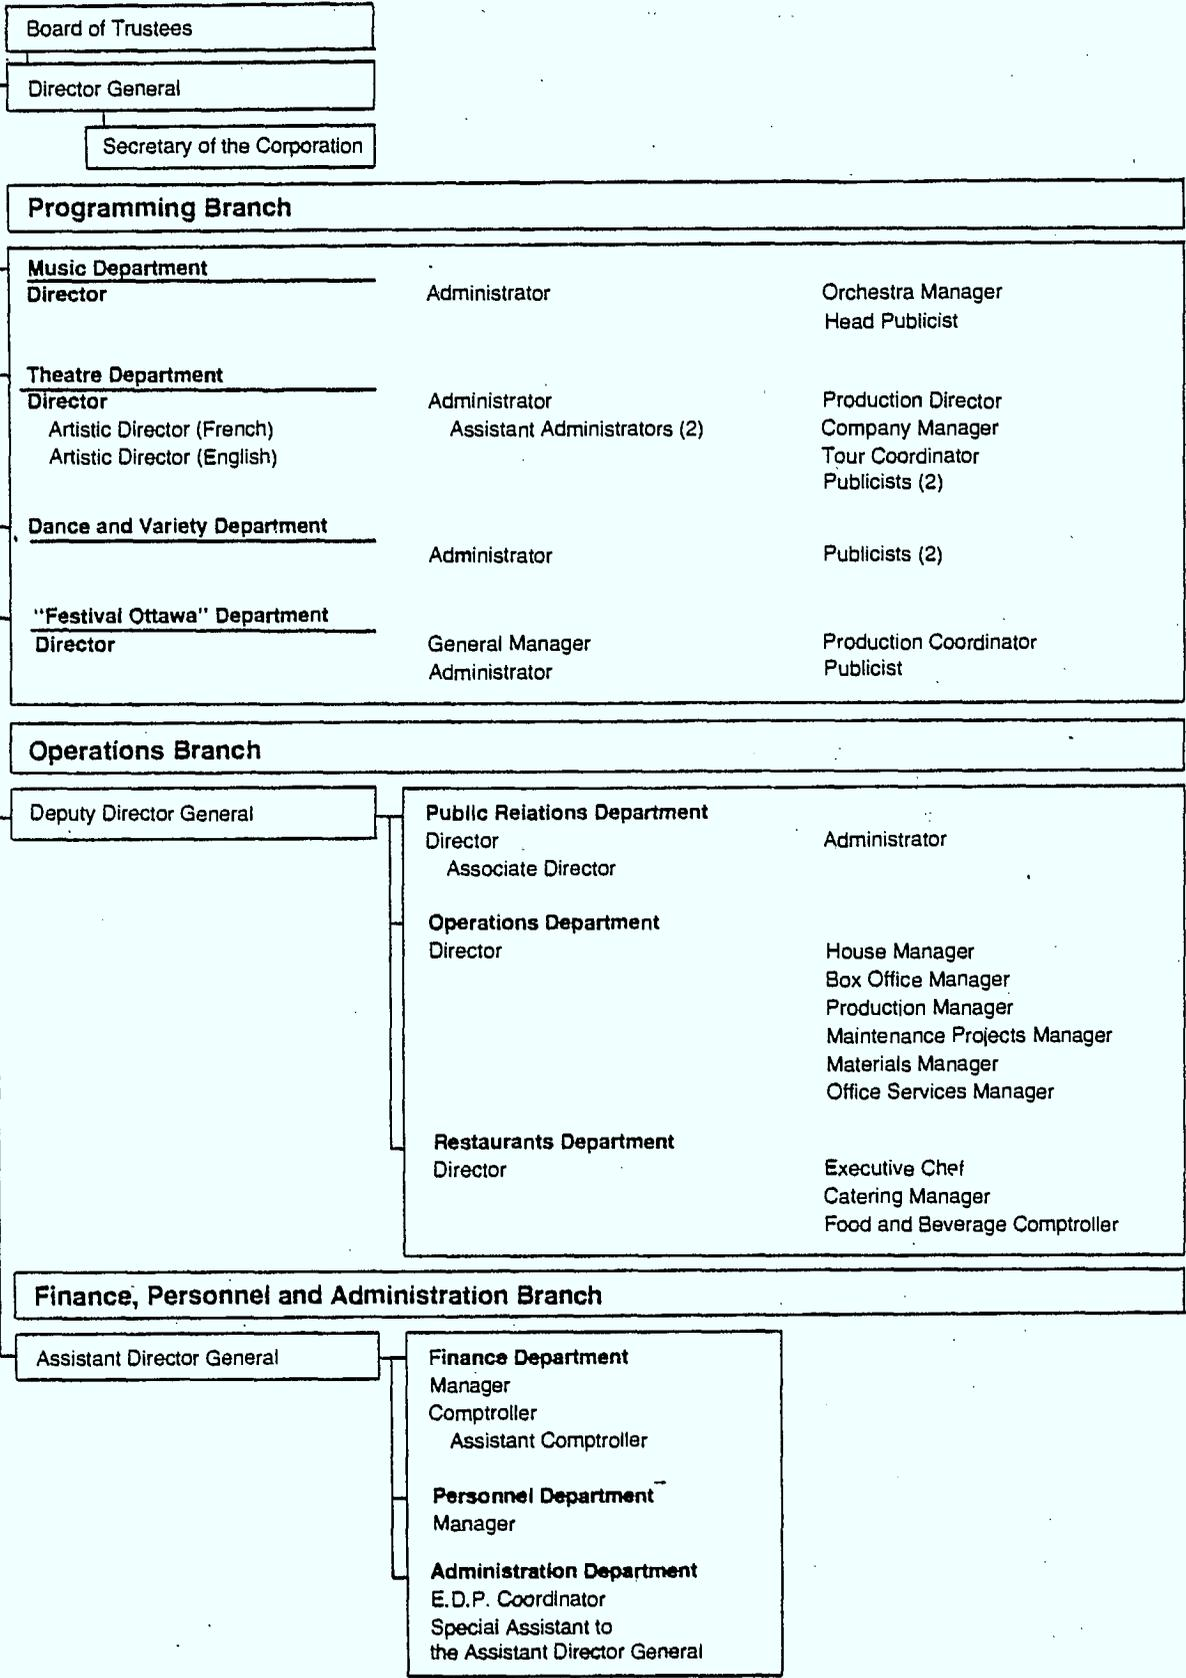 Board of Trustees
Director General
Secretary of the Corporation
Programming Branch
Music Department
Director Administrator Orchestra Manager
Head Publicist
Theatre Department
Director Administrator Production Director
Artistic Director (French) Assistant Administrators (2) Company Manager
Artistic Director (English) Tour Coordinator
Publicists (2)
Dance and Variety Department
Administrator Publicists (2)
"Festival Ottawa" Department
Director General Manager Production Coordinator
Administrator Publicist
Operations Branch
Deputy Director General
Public Relations Department
Director Administrator
Associate Director
Operations Department
Director House Manager
Box Office Manager
Production Manager
Maintenance Projects Manager
Materials Manager
Office Services Manager
Restaurants Department
Director Executive Chef
Catering Manager
Food and Beverage Comptroller
Finance, Personnel and Administration Branch
Assistant Director General
Finance Department
Manager
Comptroller
Assistant Comptroller
Personnel Department
Manager
Administration Department
E.D.P. Coordinator
Special Assistant to
the Assistant Director General